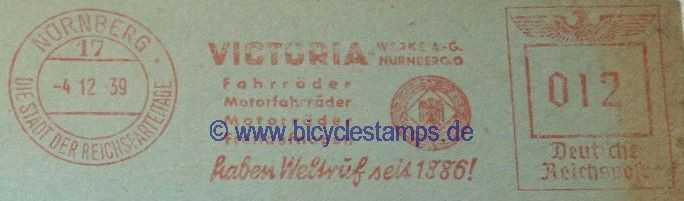 NÜRNBERG
17
-4 12 39
DIE STADT DER REICHSPARTEITAGE
VICTORIA-WERKE A-G.
NÜRNBERG-O
Fahrräder
Motorfahrräder
Motorräder
© www.bicyclestamps.de
haben Weltruf seit 1886!
012
Deutsche
Reichspost